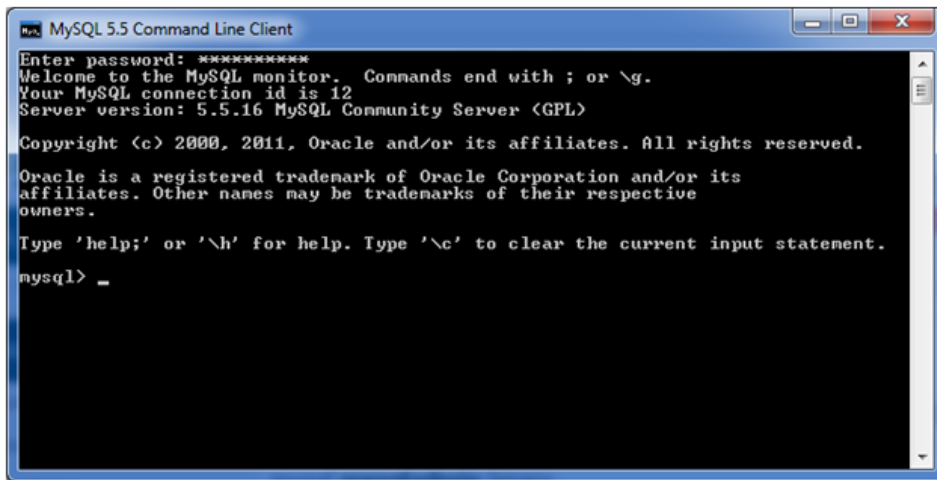 MySQL 5.5 Command Line Client
Enter password: **********
Welcome to the MySQL monitor.  Commands end with ; or \g.
Your MySQL connection id is 12
Server version: 5.5.16 MySQL Community Server (GPL)
Copyright (c) 2000, 2011, Oracle and/or its affiliates. All rights reserved.
Oracle is a registered trademark of Oracle Corporation and/or its
affiliates. Other names may be trademarks of their respective
owners.
Type 'help;' or '\h' for help. Type '\c' to clear the current input statement.
mysql> _